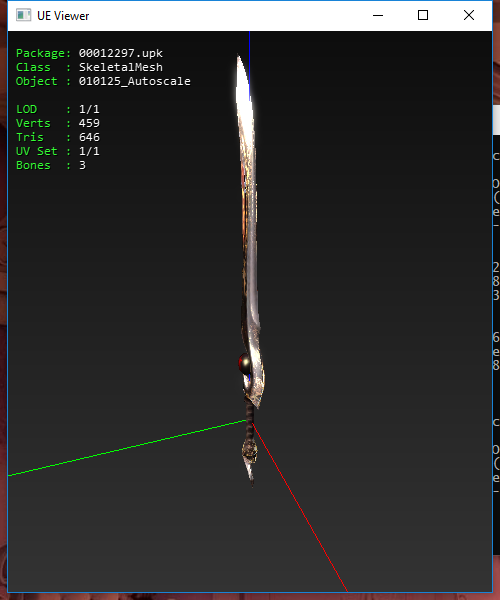 UE Viewer
Package: 00012297.upk
Class : SkeletalMesh
Object : 010125_Autoscale
LOD : 1/1
Verts : 459
Tris : 646
UV Set : 1/1
Bones : 3